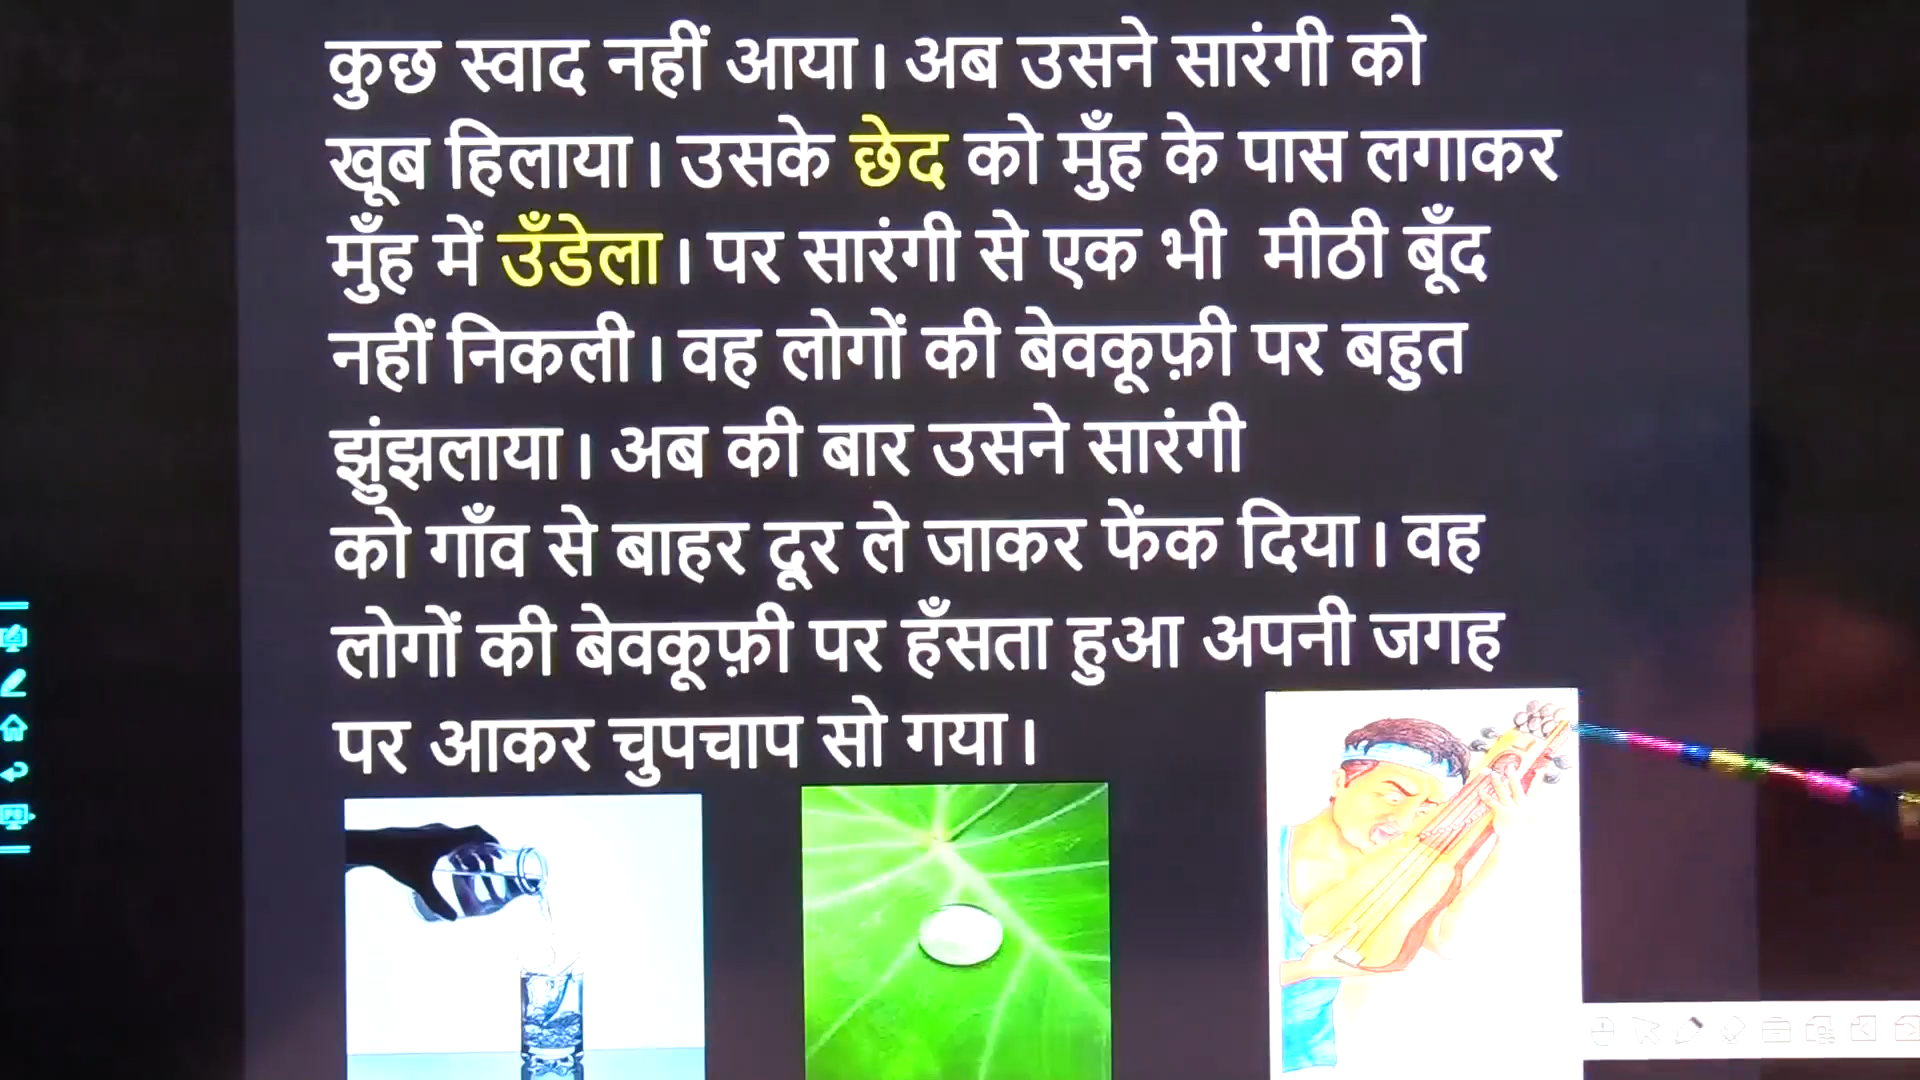 कुछ स्वाद नहीं आया। अब उसने सारंगी को
खूब हिलाया। उसके छेद को मुँह के पास लगाकर
मुँह में उँडेला। पर सारंगी से एक भी मीठी बूँद
नहीं निकली। वह लोगों की बेवकूफ़ी पर बहुत
झुंझलाया। अब की बार उसने सारंगी
को गाँव से बाहर दूर ले जाकर फेंक दिया। वह
लोगों की बेवकूफ़ी पर हँसता हुआ अपनी जगह
पर आकर चुपचाप सो गया।